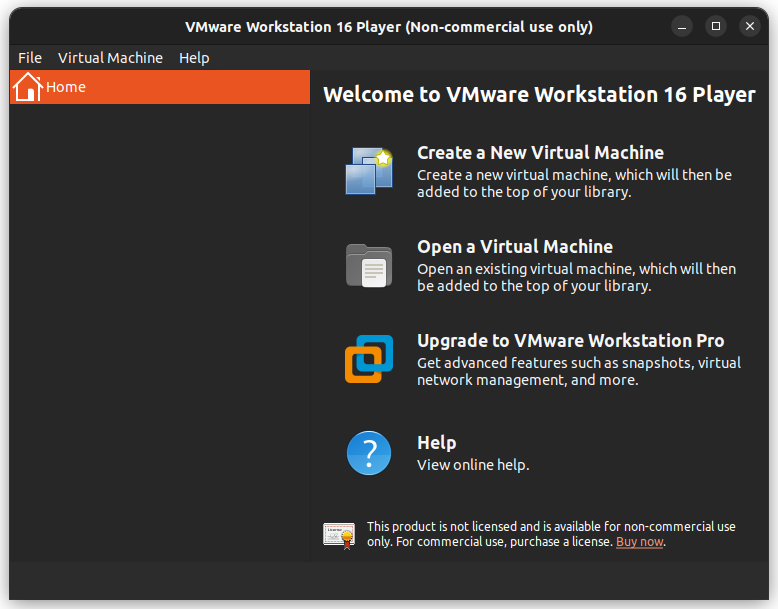 VMware Workstation 16 Player (Non-commercial use only)
File Virtual Machine Help
Home
Welcome to VMware Workstation 16 Player
Create a New Virtual Machine
Create a new virtual machine, which will then be
added to the top of your library.
Open a Virtual Machine
Open an existing virtual machine, which will then
be added to the top of your library.
Upgrade to VMware Workstation Pro
Get advanced features such as snapshots, virtual
network management, and more.
?
Help
View online help.
This product is not licensed and is available for non-commercial use
only. For commercial use, purchase a license. Buy now.